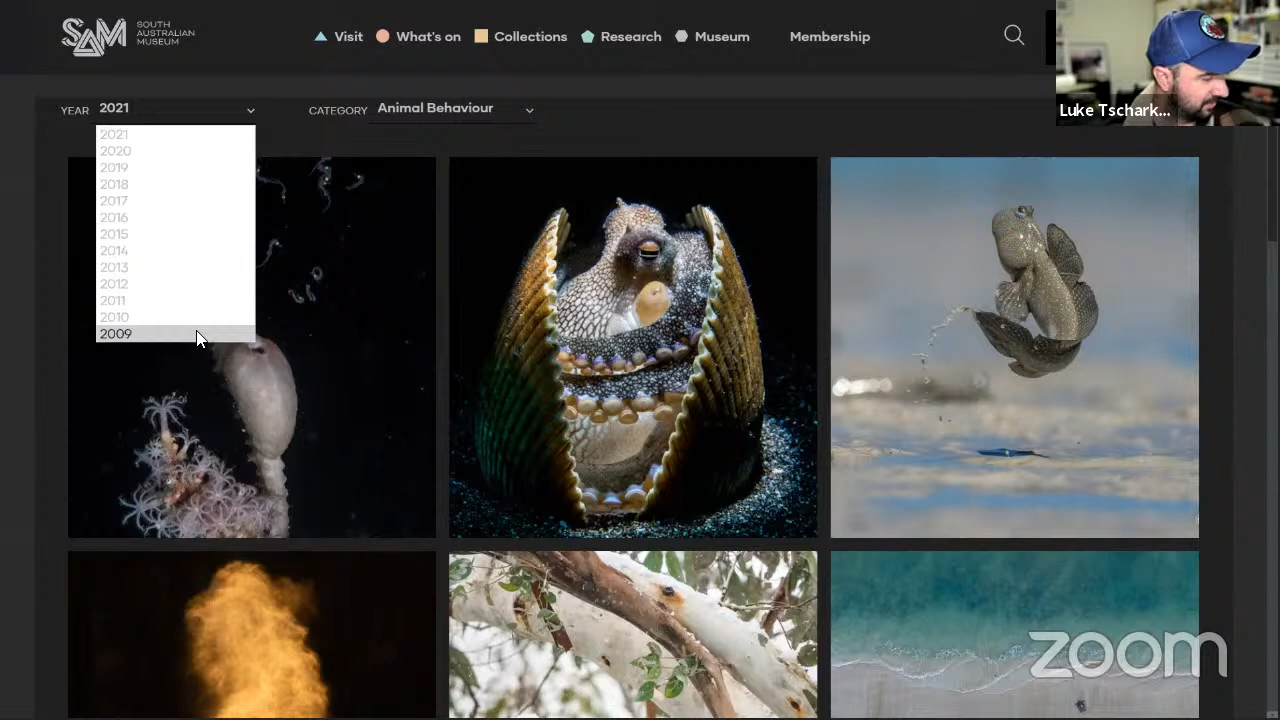 SAM
SOUTH
AUSTRALIAN
MUSEUM
Visit
What's on
Collections
Research
Museum
Membership
Luke Tschark...
YEAR 2021
CATEGORY Animal Behaviour
2021
2020
2019
2018
2017
2016
2015
2014
2013
2012
2011
2010
2009
zoom